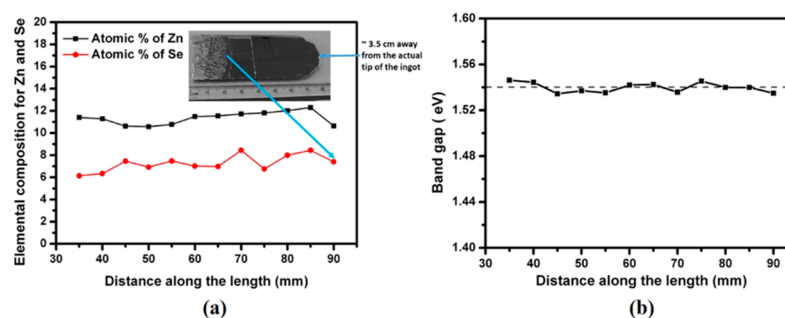 20
18
16
14
12
10
8
6
4
2
0
Elemental composition for Zn and Se
Atomic % of Zn
Atomic % of Se
~ 3.5 cm away
from the actual
tip of the ingot
30 40 50 60 70 80 90
Distance along the length (mm)
(a)
1.60
1.56
1.52
1.48
1.44
1.40
Band gap ( eV)
30 40 50 60 70 80 90
Distance along the length (mm)
(b)